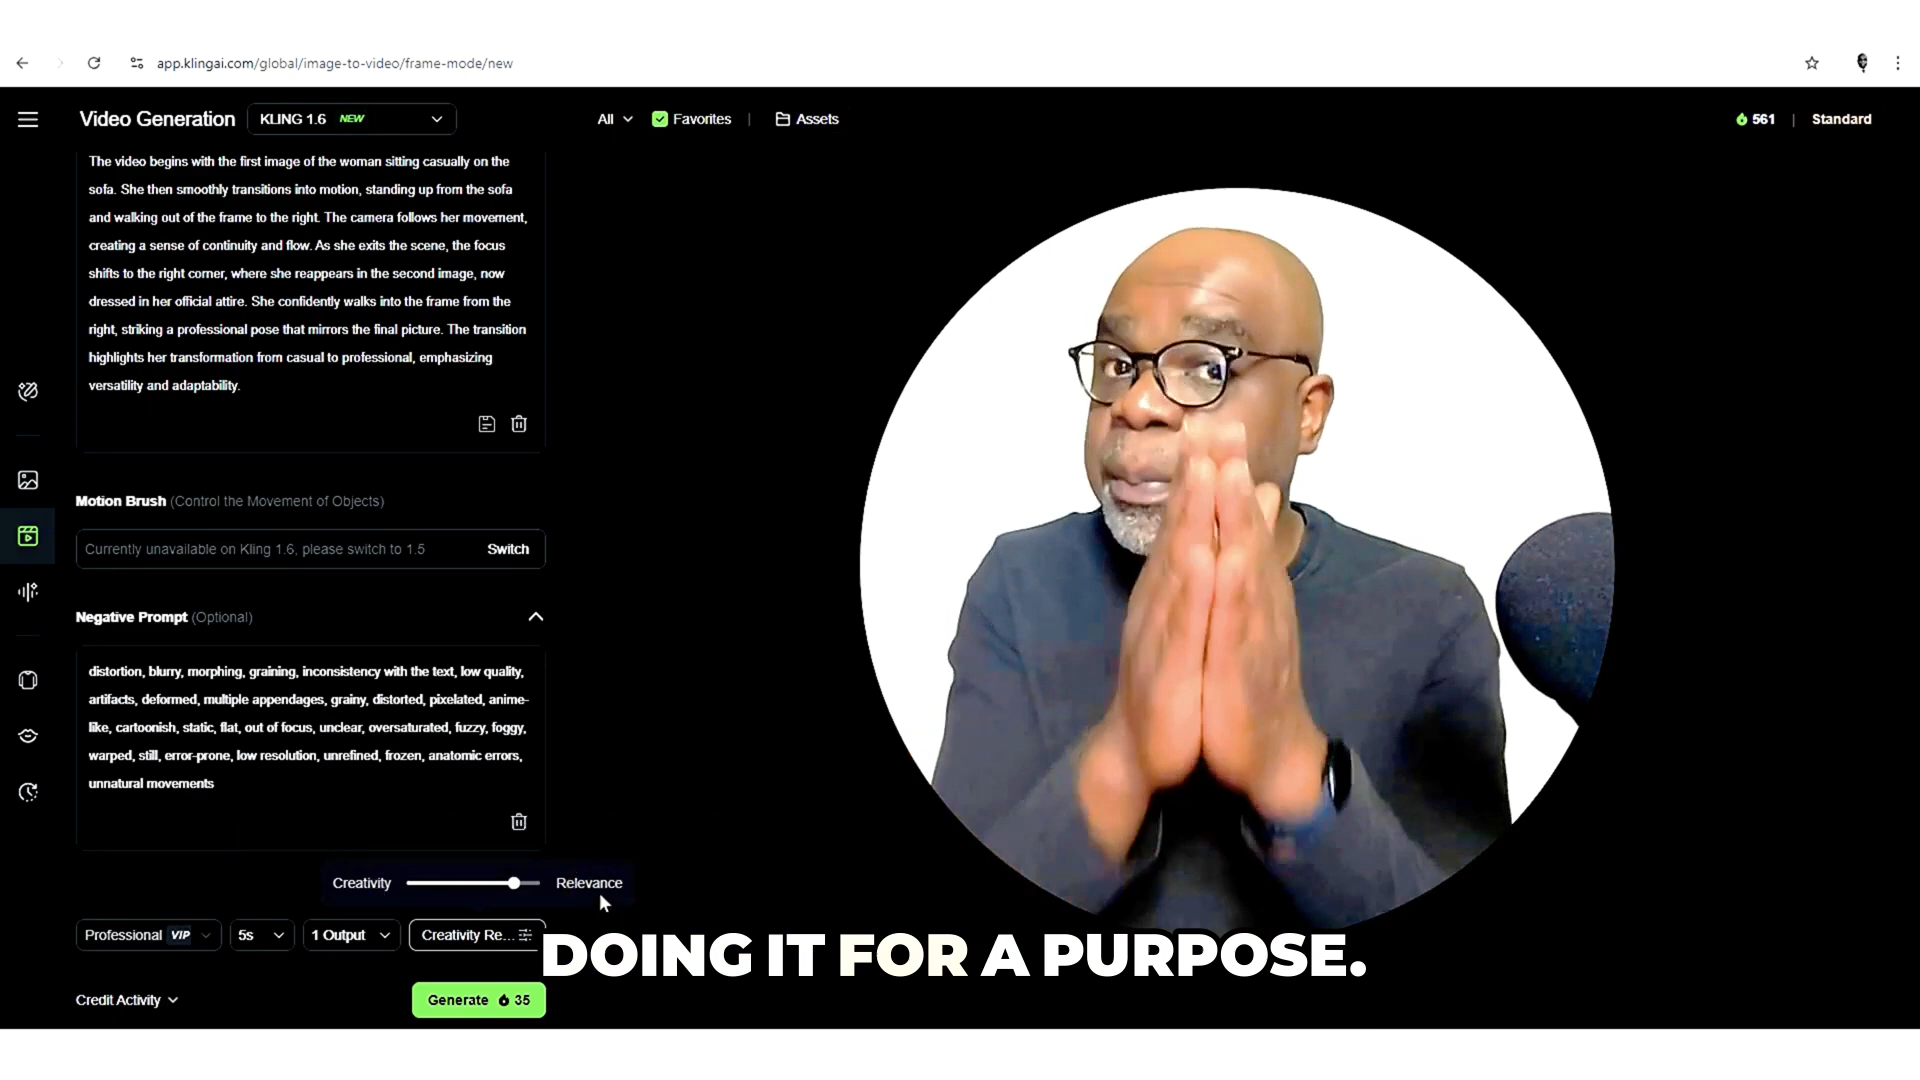 app.klingai.com/global/image-to-video/frame-mode/new
Video Generation
KLING 1.6 NEW
All
Favorites
Assets
561
Standard
The video begins with the first image of the woman sitting casually on the
sofa. She then smoothly transitions into motion, standing up from the sofa
and walking out of the frame to the right. The camera follows her movement,
creating a sense of continuity and flow. As she exits the scene, the focus
shifts to the right corner, where she reappears in the second image, now
dressed in her official attire. She confidently walks into the frame from the
right, striking a professional pose that mirrors the final picture. The transition
highlights her transformation from casual to professional, emphasizing
versatility and adaptability.
Motion Brush (Control the Movement of Objects)
Currently unavailable on Kling 1.6, please switch to 1.5 Switch
Negative Prompt (Optional)
distortion, blurry, morphing, graining, inconsistency with the text, low quality,
artifacts, deformed, multiple appendages, grainy, distorted, pixelated, anime-
like, cartoonish, static, flat, out of focus, unclear, oversaturated, fuzzy, foggy,
warped, still, error-prone, low resolution, unrefined, frozen, anatomic errors,
unnatural movements
Creativity Relevance
Professional VIP 5s 1 Output Creativity Re...
DOING IT FOR A PURPOSE.
Credit Activity
Generate 35